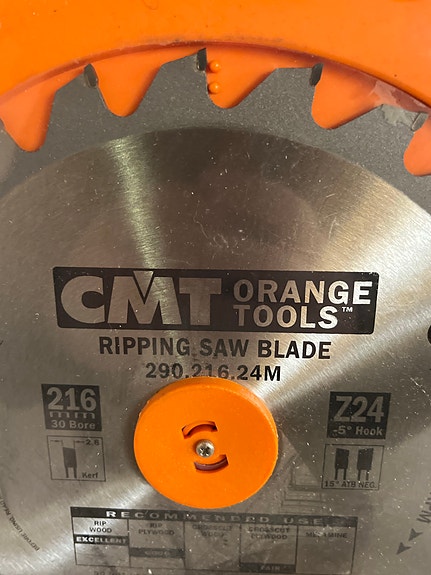 CMT ORANGE
TOOLS™
RIPPING SAW BLADE
290.216.24M
216
30 Bore
2.8
Kerf
Z24
-5° Hook
15° ATB NEG.
RECOMMENDED USE
RIP
WOOD
RIP
PLYWOOD
CROSSCUT
WOOD
CROSSCUT
PLYWOOD
MELAMINE
EXCELLENT
GOOD
FAIR